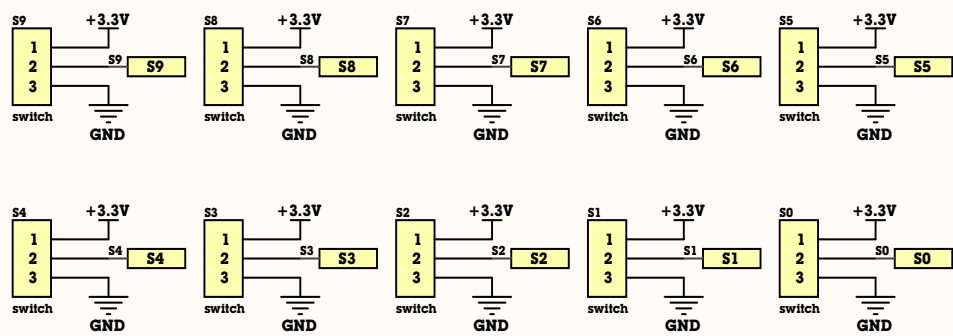 S9 +3.3V S8 +3.3V S7 +3.3V S6 +3.3V S5 +3.3V
1 1 1 1 1
2 S9 S9 2 S8 S8 2 S7 S7 2 S6 S6 2 S5 S5
3 3 3 3 3
switch switch switch switch switch
GND GND GND GND GND
S4 +3.3V S3 +3.3V S2 +3.3V S1 +3.3V S0 +3.3V
1 1 1 1 1
2 S4 S4 2 S3 S3 2 S2 S2 2 S1 S1 2 S0 S0
3 3 3 3 3
switch switch switch switch switch
GND GND GND GND GND